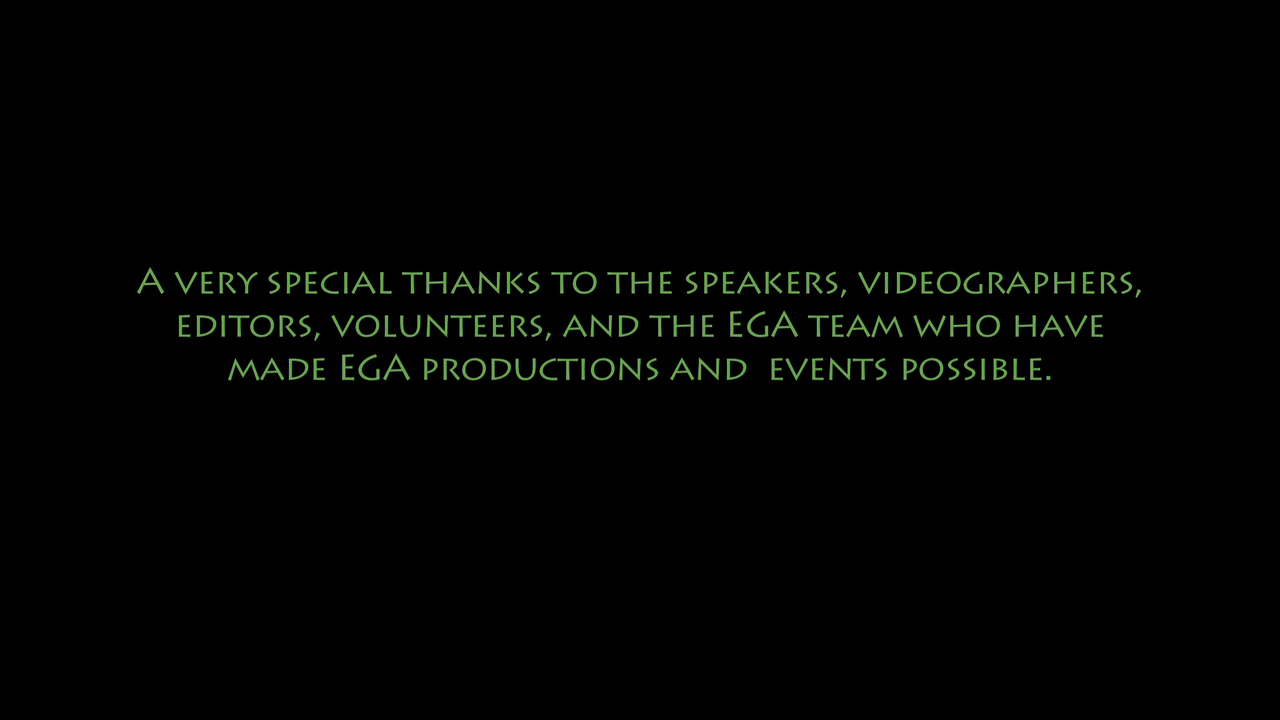 A very special thanks to the speakers, videographers,
editors, volunteers, and the EGA team who have
made EGA productions and  events possible.